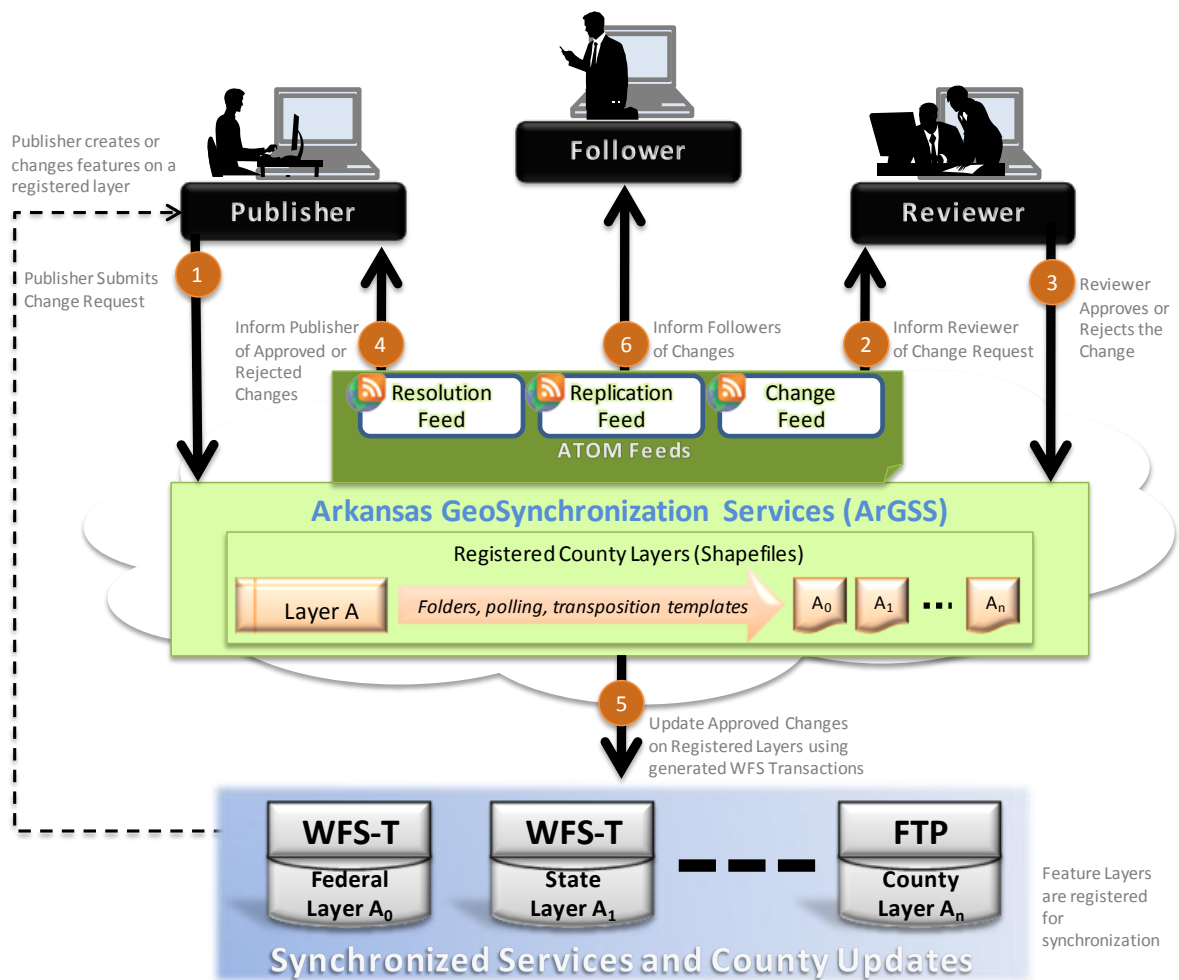 Follower
Publisher creates or
changes features on a
registered layer
Publisher
Reviewer
1
Publisher Submits
Change Request
3
Reviewer
Approves or
Rejects the
Change
4
Inform Publisher
of Approved or
Rejected
Changes
6
Inform Followers
of Changes
2
Inform Reviewer
of Change Request
Resolution
Feed
Replication
Feed
Change
Feed
ATOM Feeds
Arkansas GeoSynchronization Services (ArGSS)
Registered County Layers (Shapefiles)
Layer A
Folders, polling, transposition templates
A0
A1
...
An
5
Update Approved Changes
on Registered Layers using
generated WFS Transactions
WFS-T
Federal
Layer A0
WFS-T
State
Layer A1
FTP
County
Layer An
Feature Layers
are registered
for
synchronization
Synchronized Services and County Updates